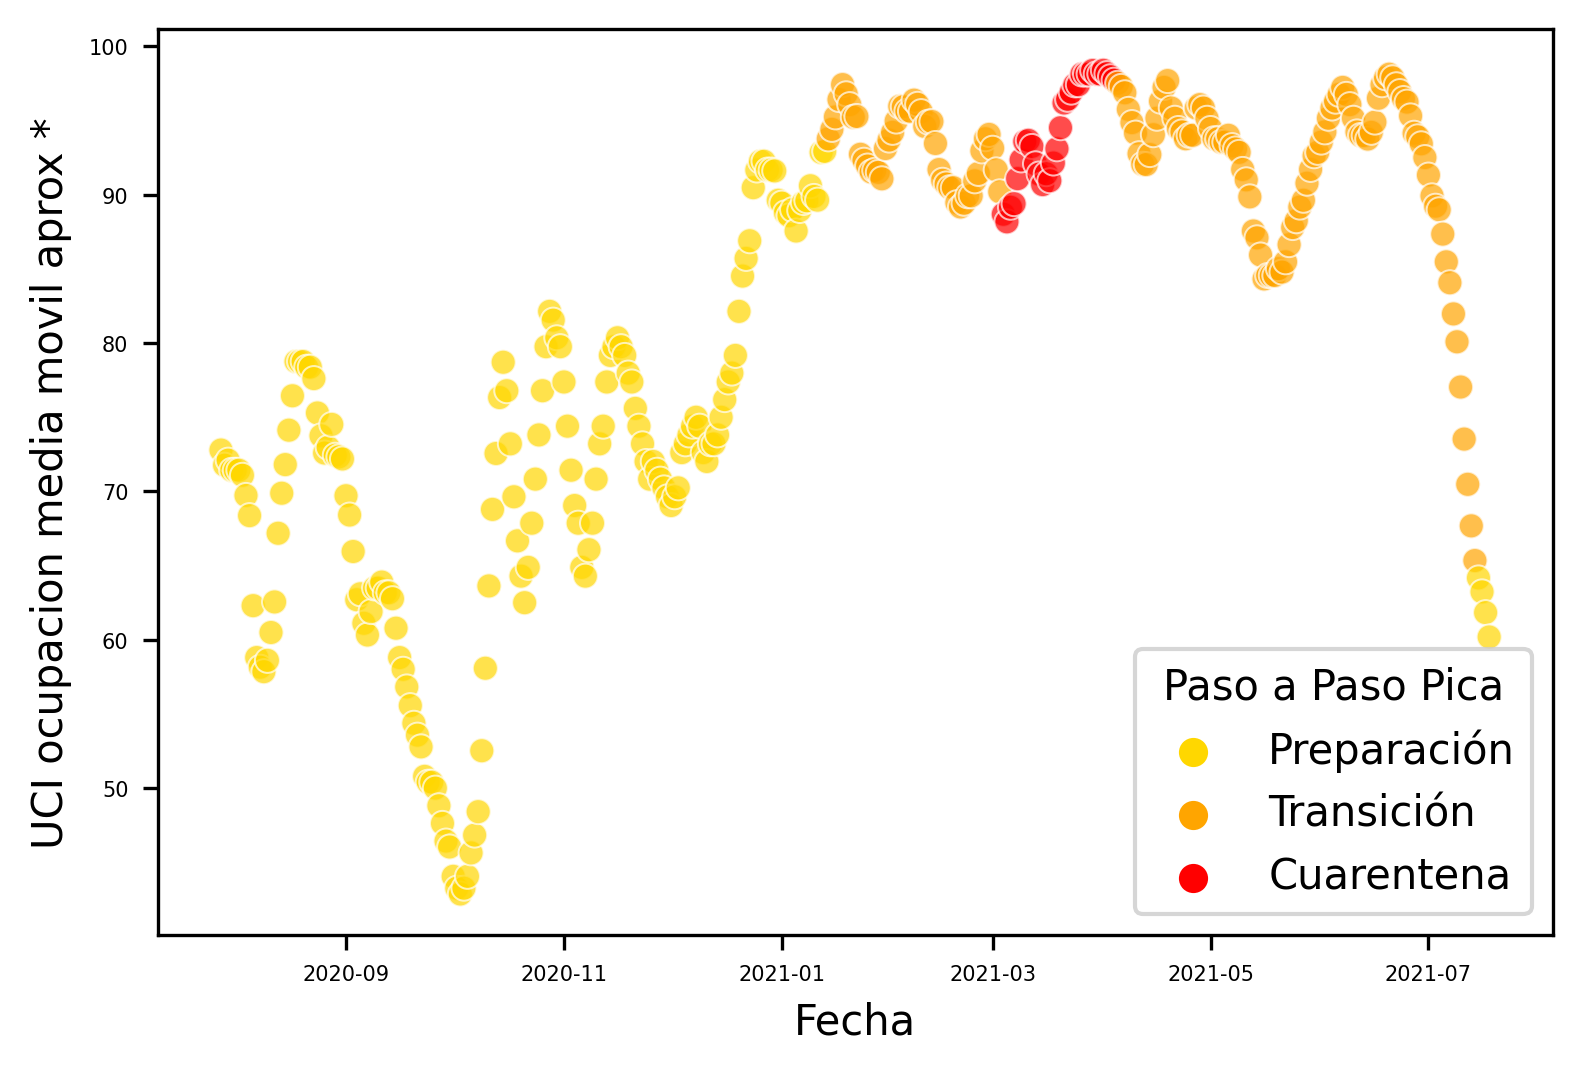 UCI ocupacion media movil aprox *
100
90
80
70
60
50
2020-09
2020-11
2021-01
2021-03
2021-05
2021-07
Fecha
Paso a Paso Pica
Preparación
Transición
Cuarentena